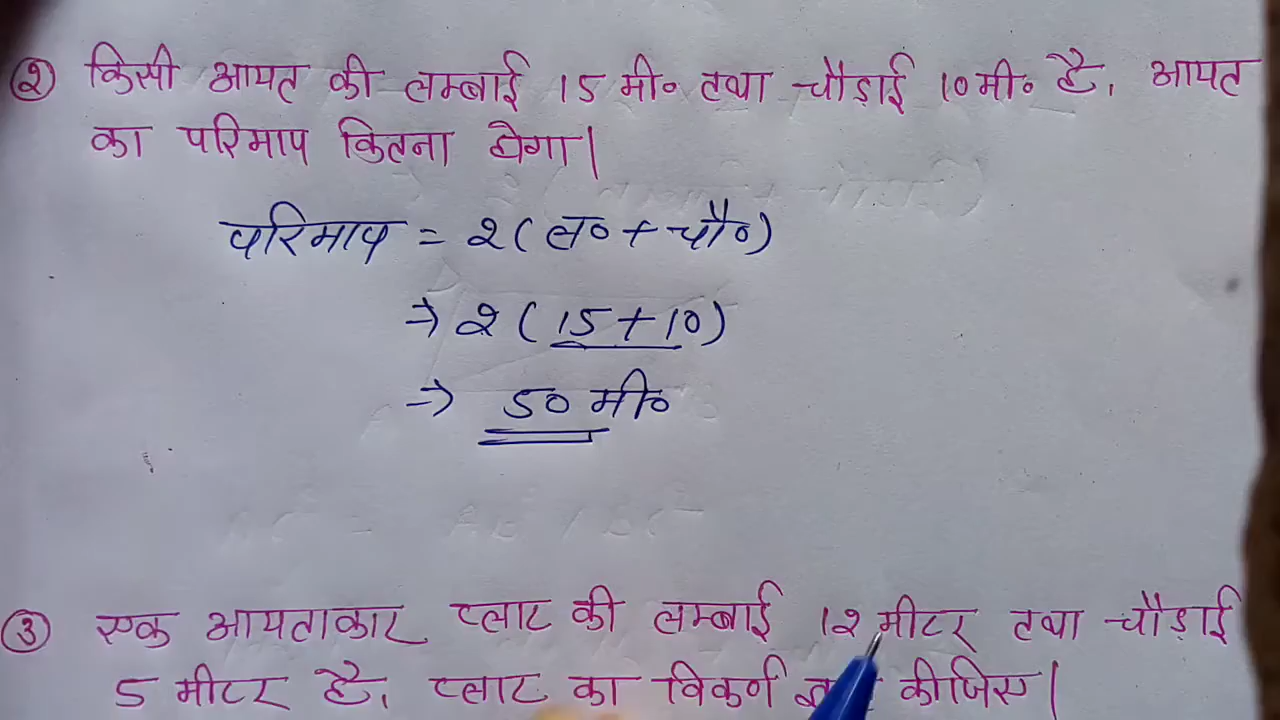 ② किसी आयत की लम्बाई 15 मी० तथा चौड़ाई 10 मी० है, आयत
का परिमाप कितना होगा।
परिमाप = 2 ( ल० + चौ० )
⇒ 2 ( 15 + 10 )
⇒ 50 मी०
③ एक आयताकार प्लाट की लम्बाई 12 मीटर तथा चौड़ाई
5 मीटर है, प्लाट का विकर्ण कीजिए।